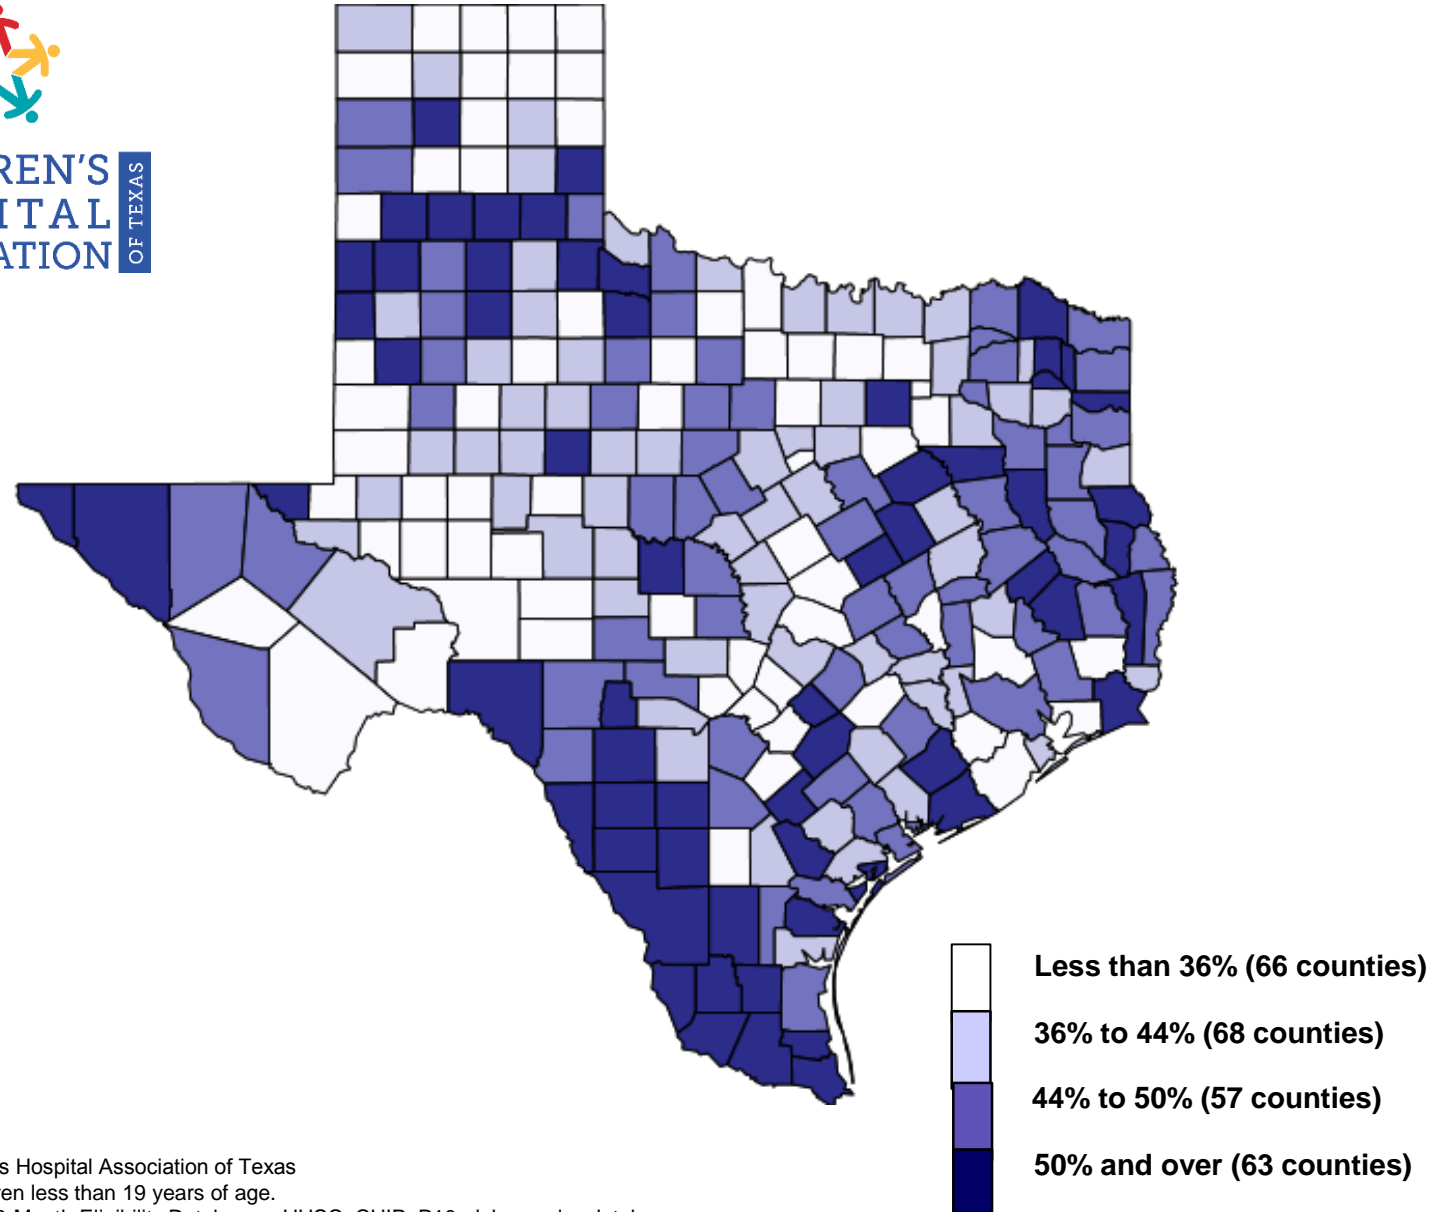 REN'S
ITAL
ATION
OF TEXAS
Less than 36% (66 counties)
36% to 44% (68 counties)
44% to 50% (57 counties)
50% and over (63 counties)
s Hospital Association of Texas
en less than 19 years of age.